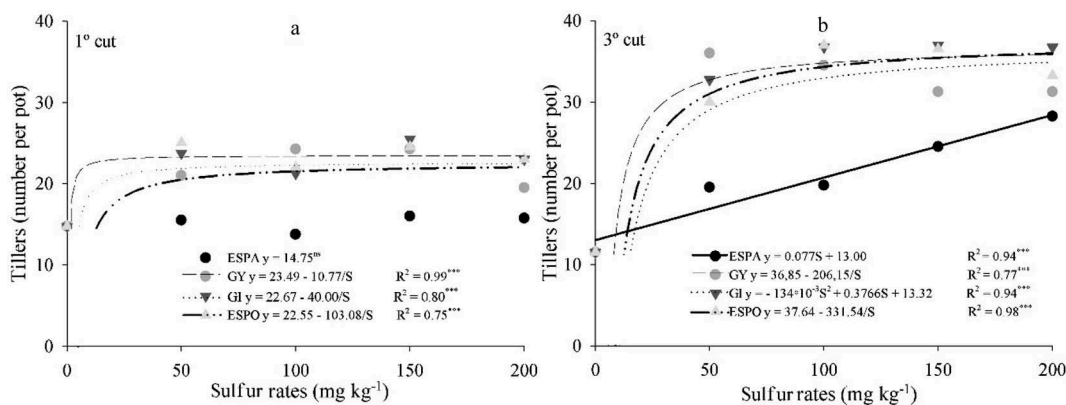 1º cut
a
40
30
20
10
0
Tillers (number per pot)
ESPA y = 14.75ⁿˢ
GY y = 23.49 - 10.77/S R² = 0.99***
GI y = 22.67 - 40.00/S R² = 0.80***
ESPO y = 22.55 - 103.08/S R² = 0.75***
0 50 100 150 200
Sulfur rates (mg kg⁻¹)
3º cut
b
40
30
20
10
0
Tillers (number per pot)
ESPA y = 0.077S + 13.00 R² = 0.94***
GY y = 36,85 - 206,15/S R² = 0.77***
GI y = - 134*10⁻³S² + 0.3766S + 13.32 R² = 0.94***
ESPO y = 37.64 - 331.54/S R² = 0.98***
0 50 100 150 200
Sulfur rates (mg kg⁻¹)